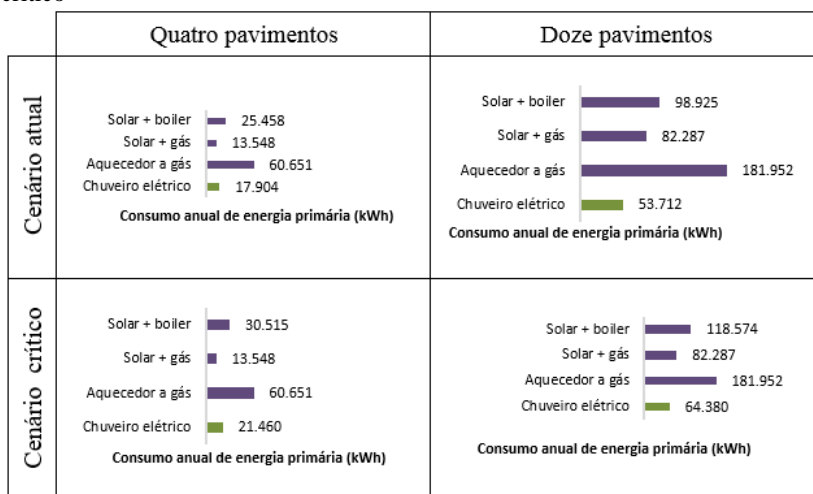 crítico
Quatro pavimentos
Doze pavimentos
Cenário atual
Solar + boiler 25.458
Solar + gás 13.548
Aquecedor a gás 60.651
Chuveiro elétrico 17.904
Consumo anual de energia primária (kWh)
Solar + boiler 98.925
Solar + gás 82.287
Aquecedor a gás 181.952
Chuveiro elétrico 53.712
Consumo anual de energia primária (kWh)
Cenário crítico
Solar + boiler 30.515
Solar + gás 13.548
Aquecedor a gás 60.651
Chuveiro elétrico 21.460
Consumo anual de energia primária (kWh)
Solar + boiler 118.574
Solar + gás 82.287
Aquecedor a gás 181.952
Chuveiro elétrico 64.380
Consumo anual de energia primária (kWh)